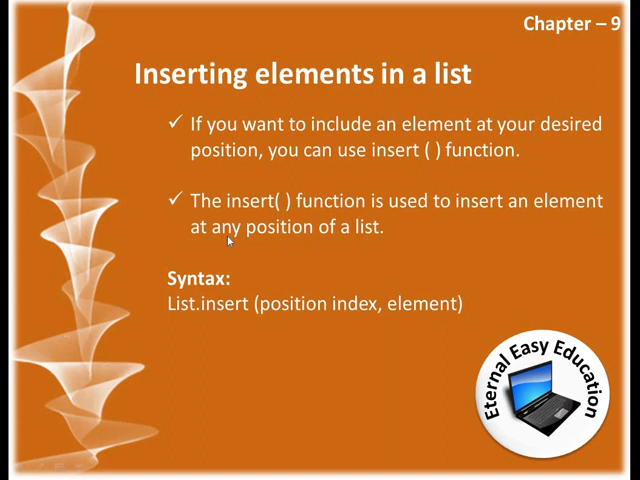 Chapter – 9
Inserting elements in a list
✓ If you want to include an element at your desired
position, you can use insert ( ) function.
✓ The insert( ) function is used to insert an element
at any position of a list.
Syntax:
List.insert (position index, element)
Eternal Easy Education